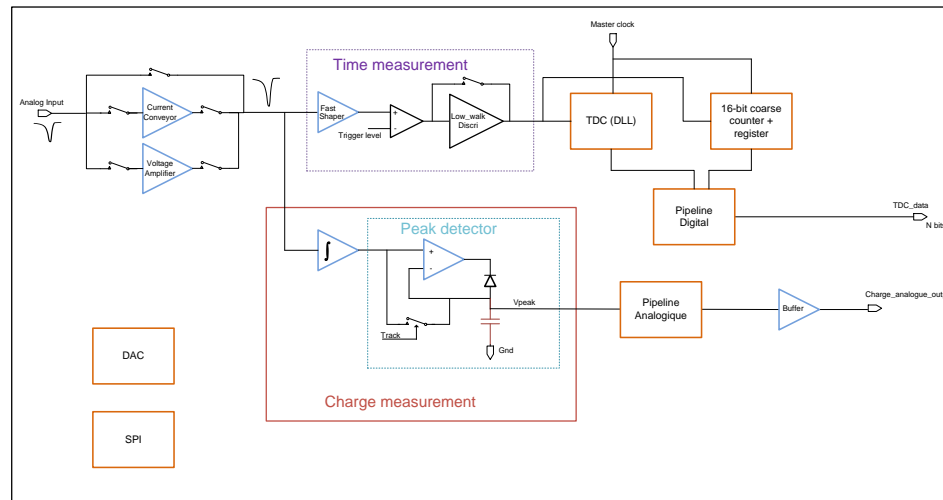 Master clock
Time measurement
Analog Input
Current
Conveyor
Fast
Shaper
+
-
Trigger level
Low_walk
Discri
TDC (DLL)
16-bit coarse
counter +
register
Voltage
Amplifier
Pipeline
Digital
TDC_data
N bits
Peak detector
∫
+
-
Vpeak
Pipeline
Analogique
Buffer
Charge_analogue_out
Track
Gnd
DAC
Charge measurement
SPI